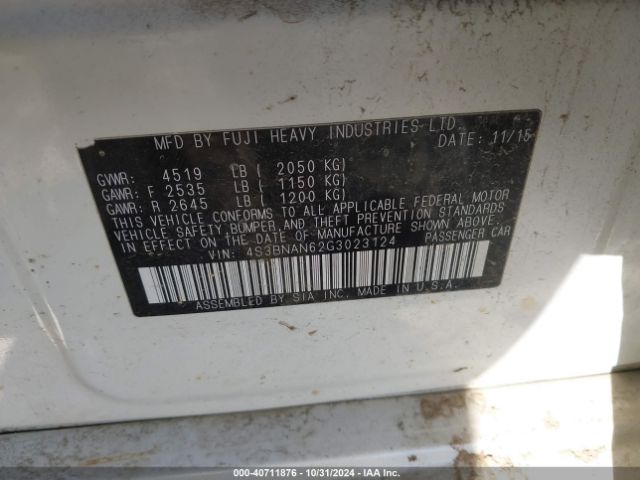 MFD BY FUJI HEAVY INDUSTRIES LTD.
DATE: 11/15
GVWR: 4519 LB ( 2050 KG)
GAWR: F 2535 LB ( 1150 KG)
GAWR: R 2645 LB ( 1200 KG)
THIS VEHICLE CONFORMS TO ALL APPLICABLE FEDERAL MOTOR
VEHICLE SAFETY, BUMPER, AND THEFT PREVENTION STANDARDS
IN EFFECT ON THE DATE OF MANUFACTURE SHOWN ABOVE.
VIN: 4S3BNAN62G3023124 PASSENGER CAR
ASSEMBLED BY SIA INC. MADE IN U.S.A.
000-40711876 - 10/31/2024 - IAA Inc.